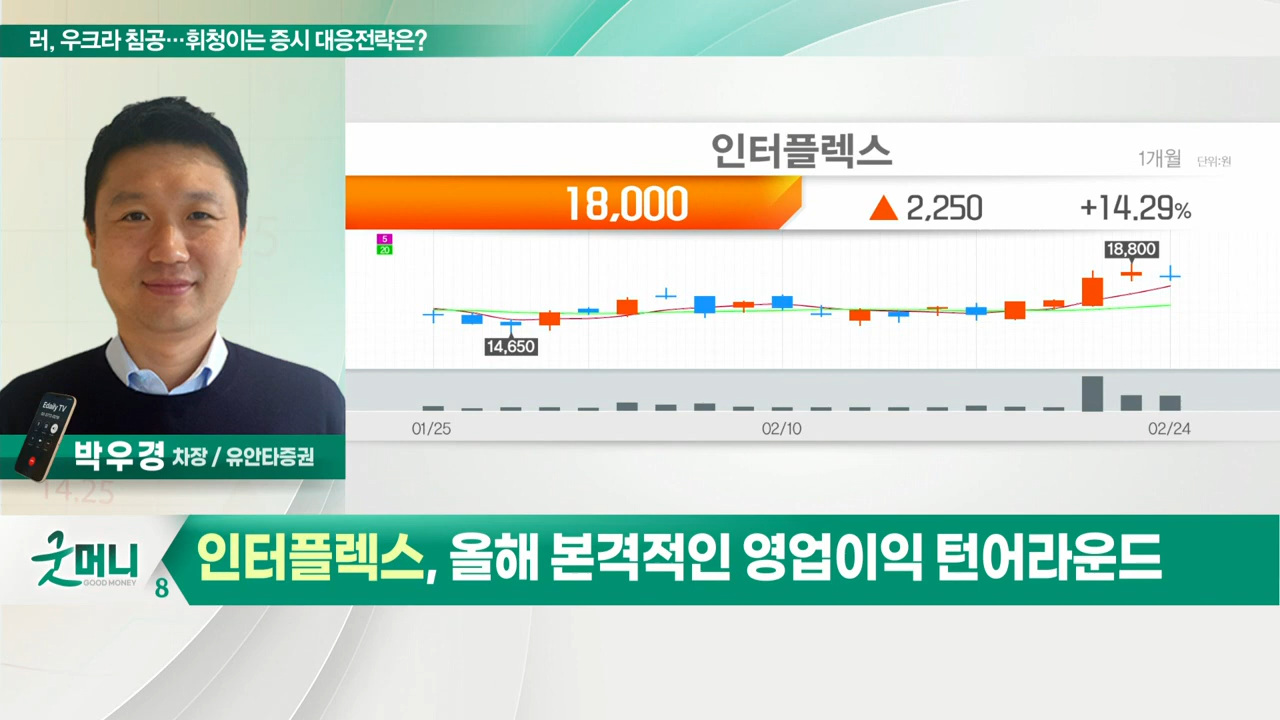 러, 우크라 침공…휘청이는 증시 대응전략은?
인터플렉스
1개월 단위:원
18,000
▲ 2,250
+14.29%
5
20
18,800
14,650
01/25
02/10
02/24
Edaily TV
박우경 차장 / 유안타증권
14.25
굿머니
GOOD MONEY
8
인터플렉스, 올해 본격적인 영업이익 턴어라운드